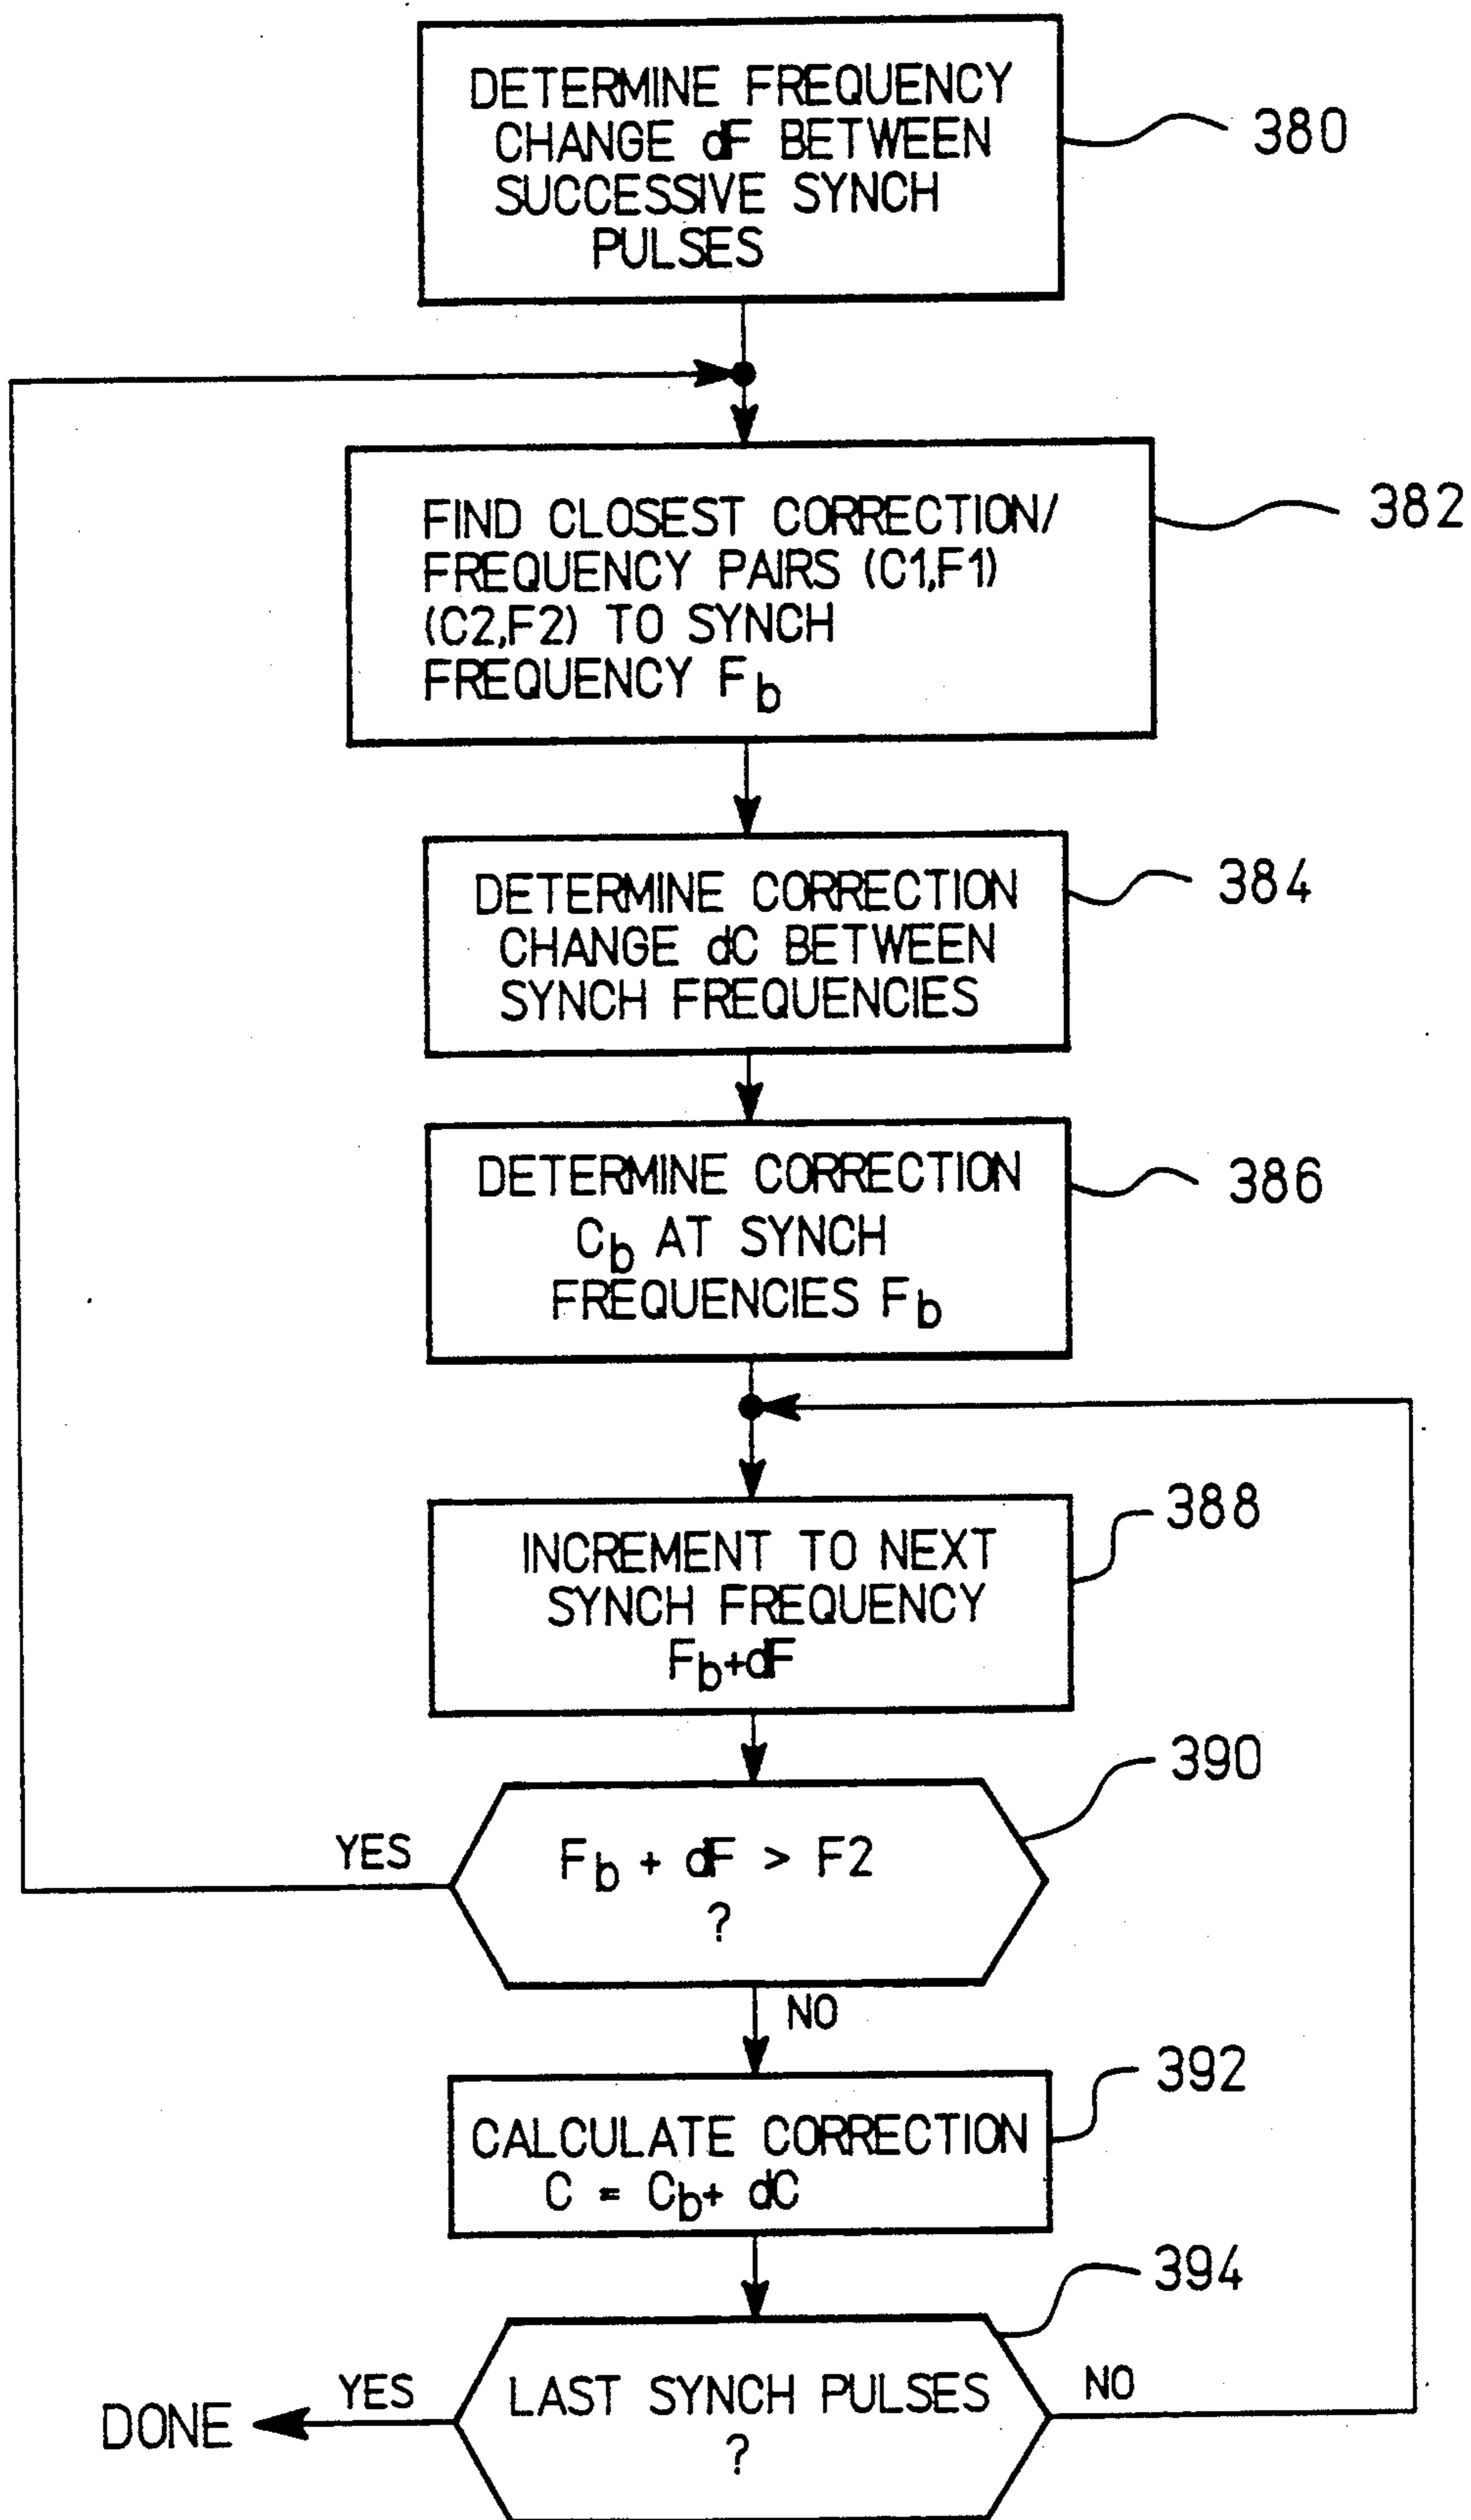 DETERMINE FREQUENCY
CHANGE dF BETWEEN
SUCCESSIVE SYNCH
PULSES
380
FIND CLOSEST CORRECTION/
FREQUENCY PAIRS (C1,F1)
(C2,F2) TO SYNCH
FREQUENCY Fb
382
DETERMINE CORRECTION
CHANGE dC BETWEEN
SYNCH FREQUENCIES
384
DETERMINE CORRECTION
Cb AT SYNCH
FREQUENCIES Fb
386
INCREMENT TO NEXT
SYNCH FREQUENCY
Fb+dF
388
Fb + dF > F2
?
390
YES
NO
CALCULATE CORRECTION
C = Cb+ dC
392
LAST SYNCH PULSES
?
394
YES
NO
DONE